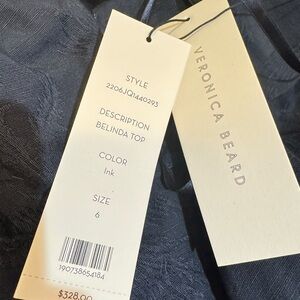 STYLE
2206JQ1440293
DESCRIPTION
BELINDA TOP
COLOR
Ink
SIZE
6
190738654184
$328.00
VERONICA BEARD